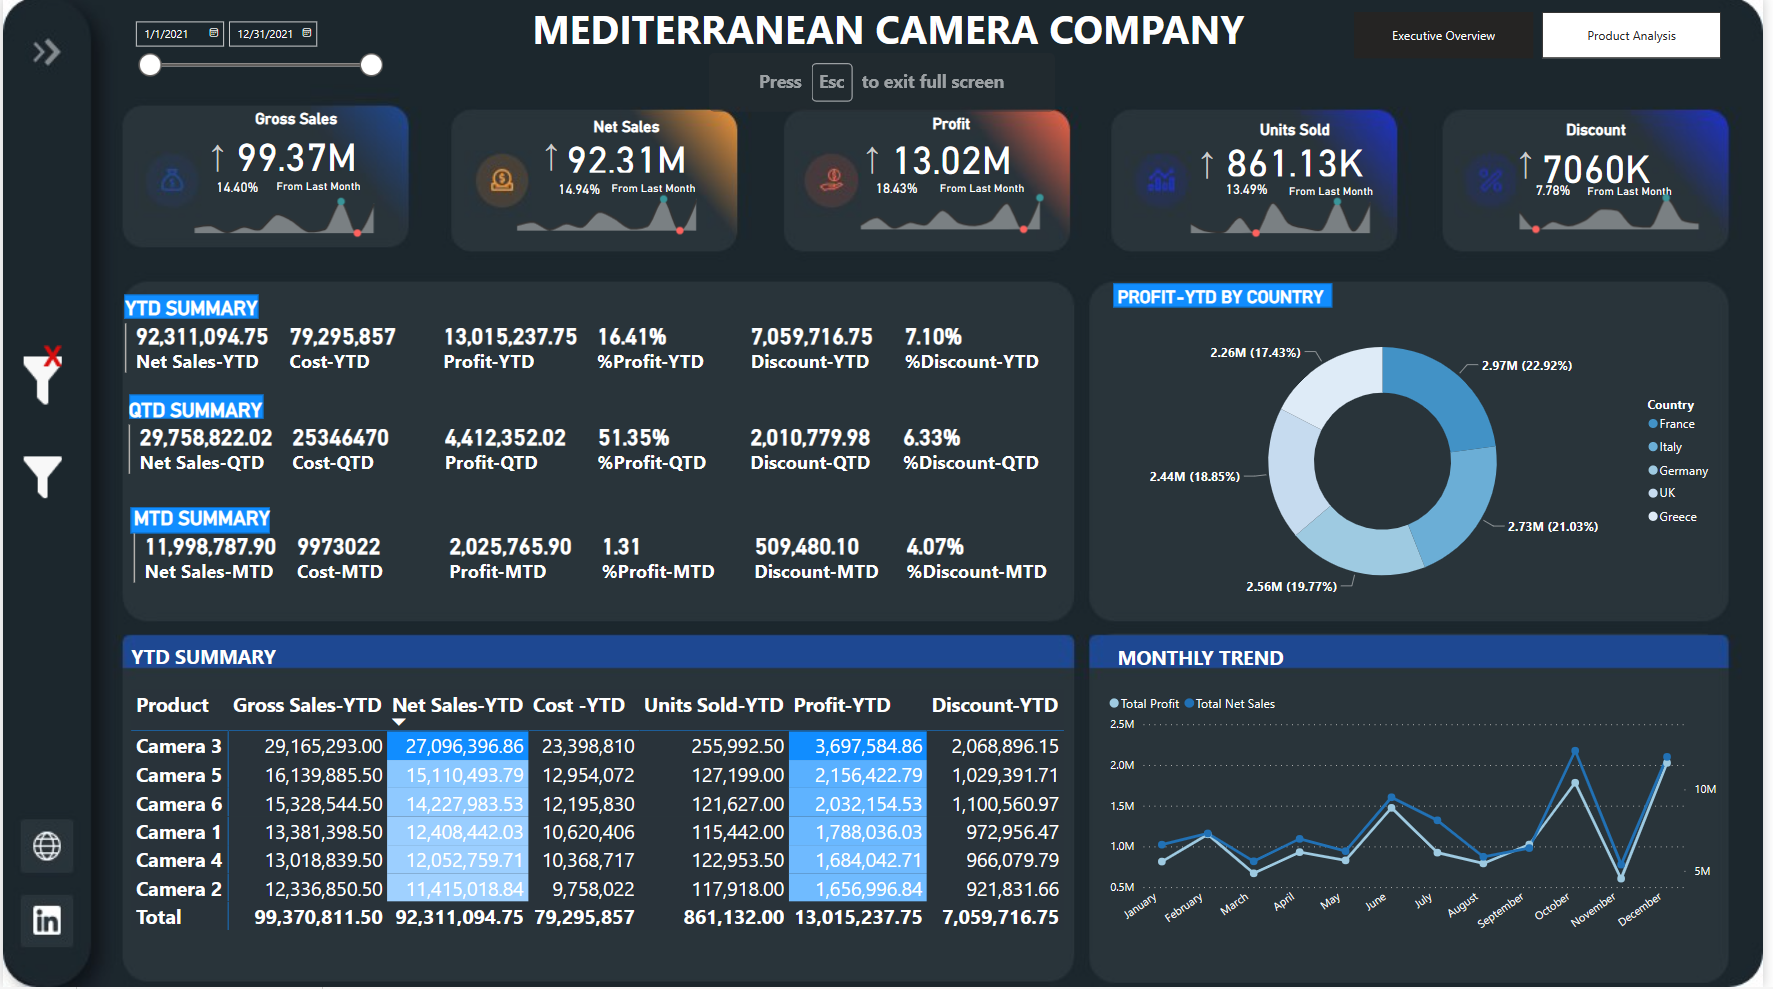 MEDITERRANEAN CAMERA COMPANY
1/1/2021 12/31/2021
Executive Overview
Product Analysis
Press Esc to exit full screen
Gross Sales
↑ 99.37M
14.40% From Last Month
Net Sales
↑ 92.31M
14.94% From Last Month
Profit
↑ 13.02M
18.43% From Last Month
Units Sold
↑ 861.13K
13.49% From Last Month
Discount
↑ 7060K
7.78% From Last Month
YTD SUMMARY
92,311,094.75 79,295,857 13,015,237.75 16.41% 7,059,716.75 7.10%
Net Sales-YTD Cost-YTD Profit-YTD %Profit-YTD Discount-YTD %Discount-YTD
QTD SUMMARY
29,758,822.02 25346470 4,412,352.02 51.35% 2,010,779.98 6.33%
Net Sales-QTD Cost-QTD Profit-QTD %Profit-QTD Discount-QTD %Discount-QTD
MTD SUMMARY
11,998,787.90 9973022 2,025,765.90 1.31 509,480.10 4.07%
Net Sales-MTD Cost-MTD Profit-MTD %Profit-MTD Discount-MTD %Discount-MTD
PROFIT-YTD BY COUNTRY
2.26M (17.43%)
2.97M (22.92%)
2.44M (18.85%)
2.73M (21.03%)
2.56M (19.77%)
Country
France
Italy
Germany
UK
Greece
YTD SUMMARY
Product Gross Sales-YTD Net Sales-YTD Cost -YTD Units Sold-YTD Profit-YTD Discount-YTD
Camera 3 29,165,293.00 27,096,396.86 23,398,810 255,992.50 3,697,584.86 2,068,896.15
Camera 5 16,139,885.50 15,110,493.79 12,954,072 127,199.00 2,156,422.79 1,029,391.71
Camera 6 15,328,544.50 14,227,983.53 12,195,830 121,627.00 2,032,154.53 1,100,560.97
Camera 1 13,381,398.50 12,408,442.03 10,620,406 115,442.00 1,788,036.03 972,956.47
Camera 4 13,018,839.50 12,052,759.71 10,368,717 122,953.50 1,684,042.71 966,079.79
Camera 2 12,336,850.50 11,415,018.84 9,758,022 117,918.00 1,656,996.84 921,831.66
Total 99,370,811.50 92,311,094.75 79,295,857 861,132.00 13,015,237.75 7,059,716.75
MONTHLY TREND
Total Profit Total Net Sales
2.5M
2.0M
1.5M
1.0M
0.5M
10M
5M
January February March April May June July August September October November December
in